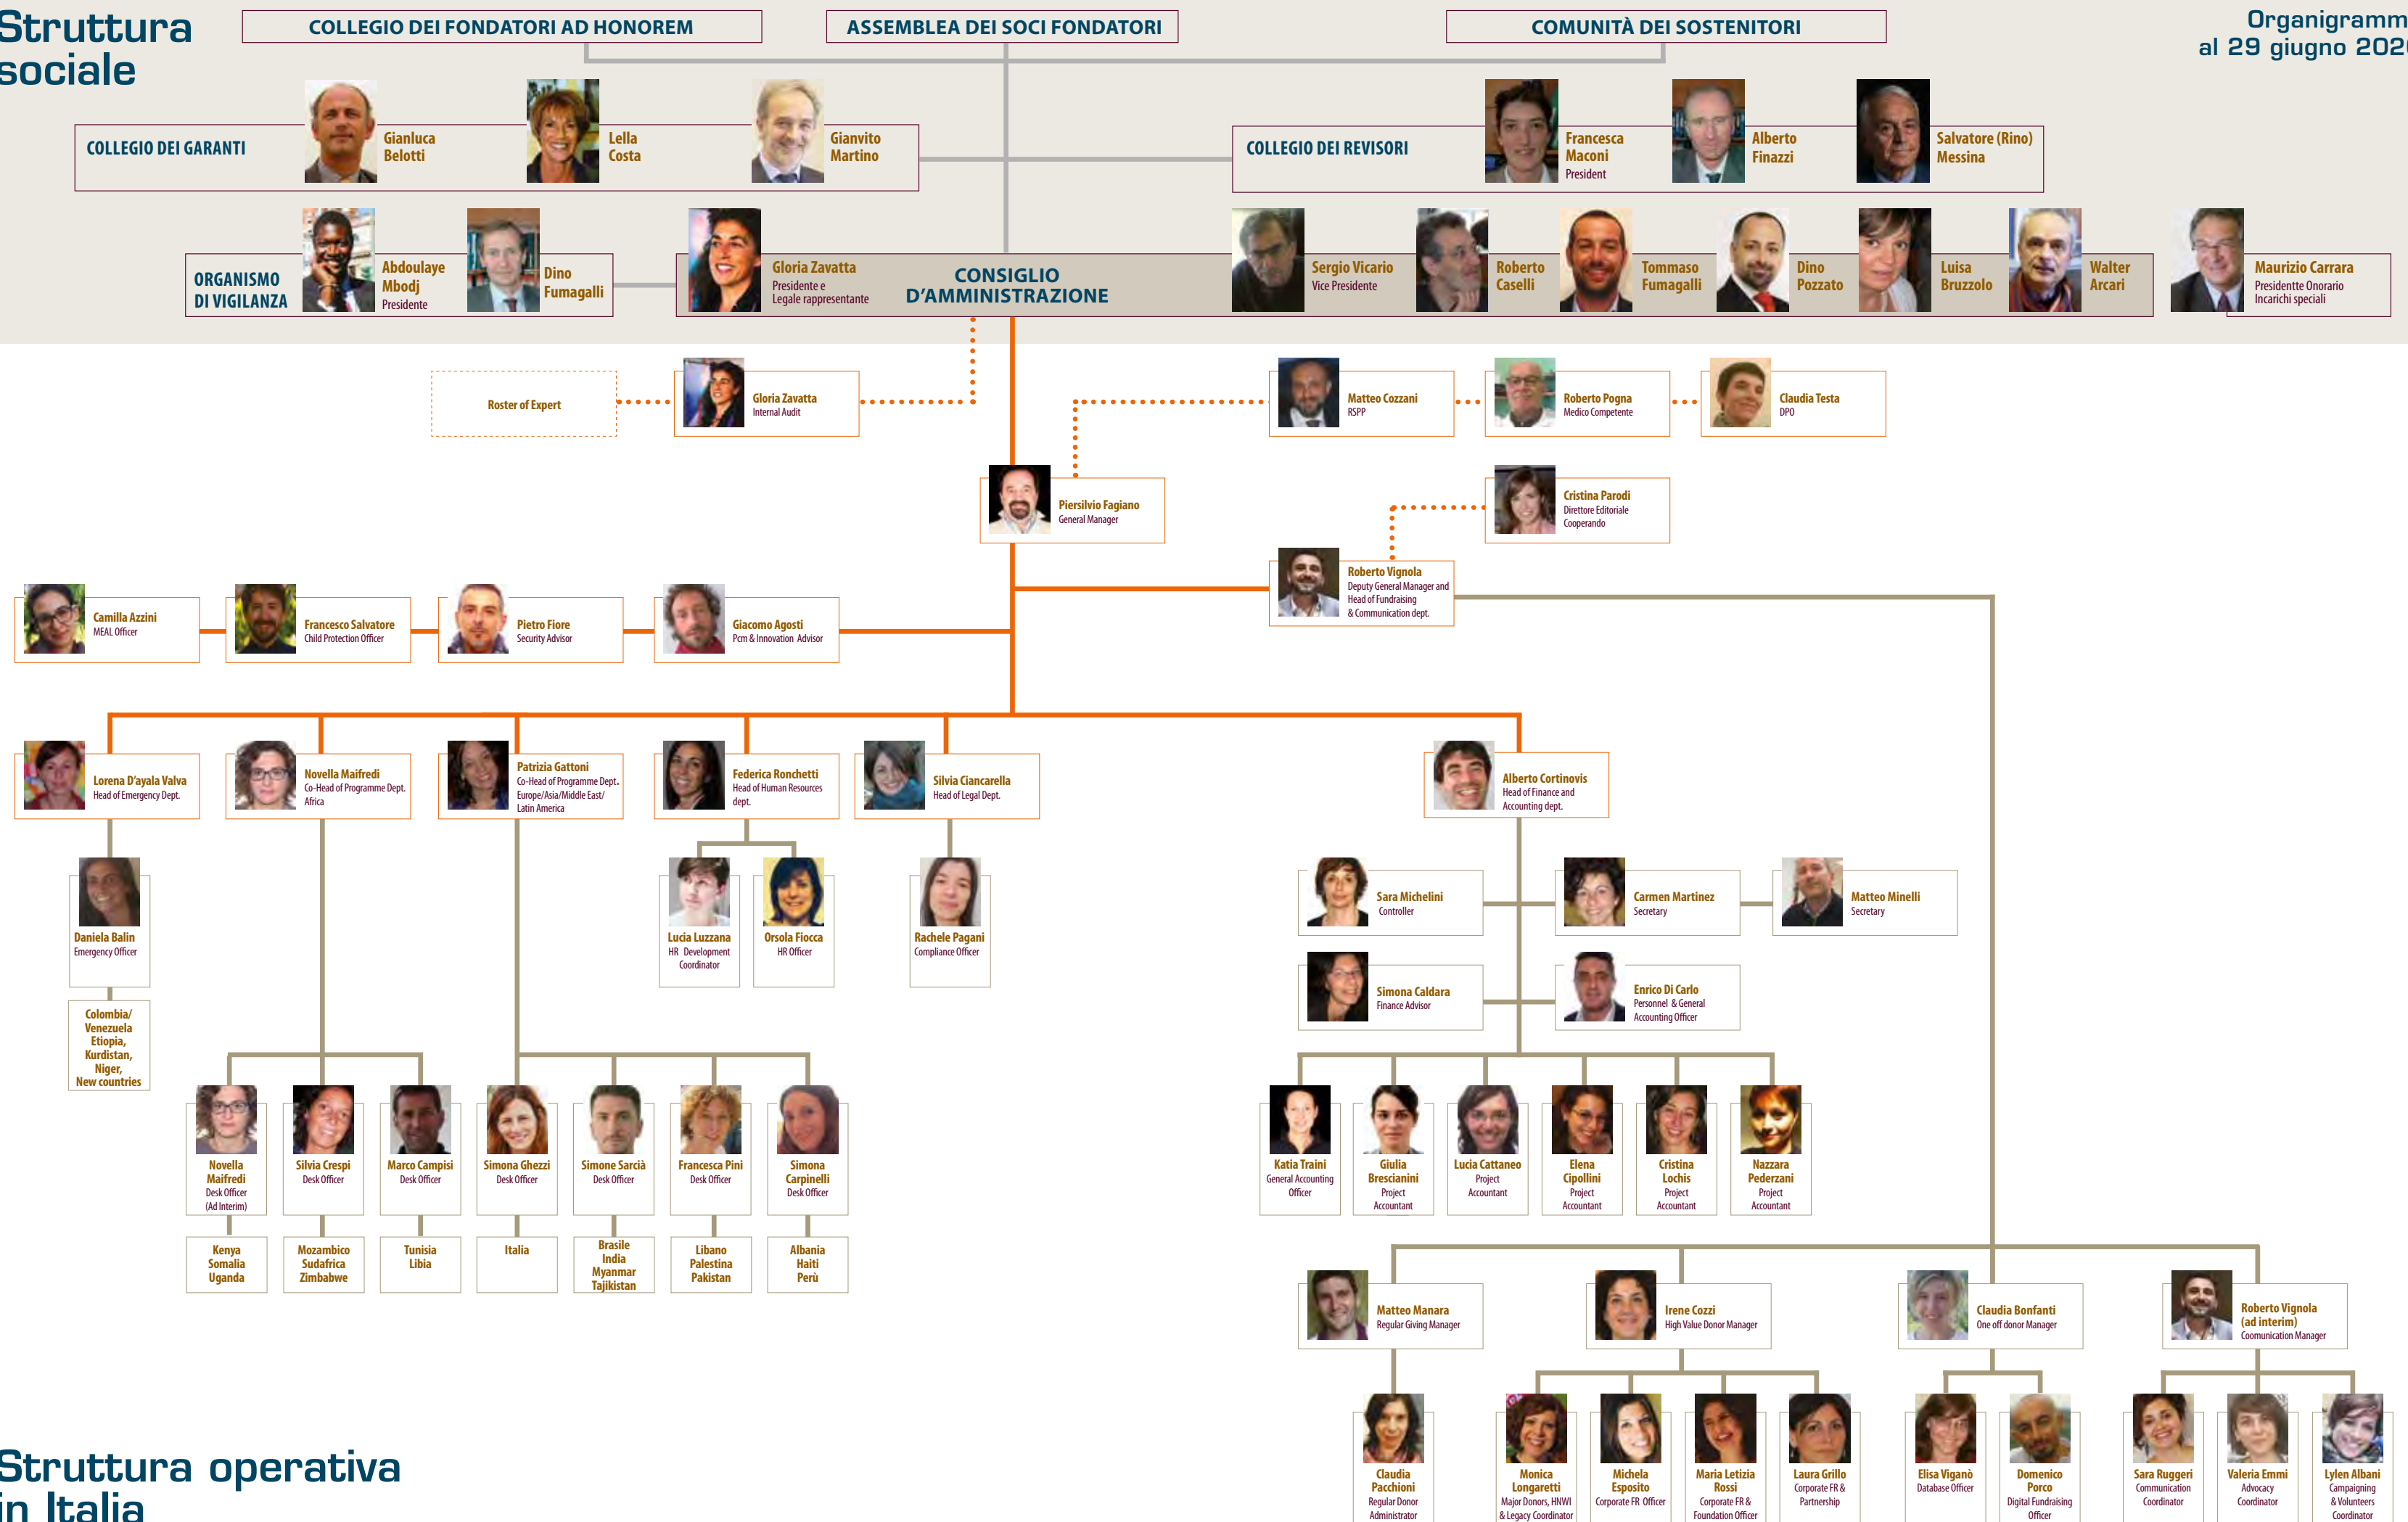 Struttura
sociale
COLLEGIO DEI FONDATORI AD HONOREM
ASSEMBLEA DEI SOCI FONDATORI
COMUNITÀ DEI SOSTENITORI
Organigramm
al 29 giugno 202
COLLEGIO DEI GARANTI
Gianluca
Belotti
Lella
Costa
Gianvito
Martino
COLLEGIO DEI REVISORI
Francesca
Maconi
President
Alberto
Finazzi
Salvatore (Rino)
Messina
ORGANISMO
DI VIGILANZA
Abdoulaye
Mbodj
Presidente
Dino
Fumagalli
Gloria Zavatta
Presidente e
Legale rappresentante
CONSIGLIO
D'AMMINISTRAZIONE
Sergio Vicario
Vice Presidente
Roberto
Caselli
Tommaso
Fumagalli
Dino
Pozzato
Luisa
Bruzzolo
Walter
Arcari
Maurizio Carrara
Presidentte Onorario
Incarichi speciali
Roster of Expert
Gloria Zavatta
Internal Audit
Matteo Cozzani
RSPP
Roberto Pogna
Medico Competente
Claudia Testa
DPO
Piersilvio Fagiano
General Manager
Cristina Parodi
Direttore Editoriale
Cooperando
Roberto Vignola
Deputy General Manager and
Head of Fundraising
& Communication dept.
Camilla Azzini
MEAL Officer
Francesco Salvatore
Child Protection Officer
Pietro Fiore
Security Advisor
Giacomo Agosti
Pcm & Innovation Advisor
Lorena D'ayala Valva
Head of Emergency Dept.
Novella Maifredi
Co-Head of Programme Dept.
Africa
Patrizia Gattoni
Co-Head of Programme Dept.
Europe/Asia/Middle East/
Latin America
Federica Ronchetti
Head of Human Resources
dept.
Silvia Ciancarella
Head of Legal Dept.
Alberto Cortinovis
Head of Finance and
Accounting dept.
Daniela Balin
Emergency Officer
Lucia Luzzana
HR Development
Coordinator
Orsola Fiocca
HR Officer
Rachele Pagani
Compliance Officer
Sara Michelini
Controller
Carmen Martinez
Secretary
Matteo Minelli
Secretary
Simona Caldara
Finance Advisor
Enrico Di Carlo
Personnel & General
Accounting Officer
Colombia/
Venezuela
Etiopia,
Kurdistan,
Niger,
New countries
Novella
Maifredi
Desk Officer
(Ad Interim)
Silvia Crespi
Desk Officer
Marco Campisi
Desk Officer
Simona Ghezzi
Desk Officer
Simone Sarcià
Desk Officer
Francesca Pini
Desk Officer
Simona
Carpinelli
Desk Officer
Katia Traini
General Accounting
Officer
Giulia
Brescianini
Project
Accountant
Lucia Cattaneo
Project
Accountant
Elena
Cipollini
Project
Accountant
Cristina
Lochis
Project
Accountant
Nazzara
Pederzani
Project
Accountant
Kenya
Somalia
Uganda
Mozambico
Sudafrica
Zimbabwe
Tunisia
Libia
Italia
Brasile
India
Myanmar
Tajikistan
Libano
Palestina
Pakistan
Albania
Haiti
Perù
Matteo Manara
Regular Giving Manager
Irene Cozzi
High Value Donor Manager
Claudia Bonfanti
One off donor Manager
Roberto Vignola
(ad interim)
Coomunication Manager
Claudia
Pacchioni
Regular Donor
Administrator
Monica
Longaretti
Major Donors, HNWI
& Legacy Coordinator
Michela
Esposito
Corporate FR Officer
Maria Letizia
Rossi
Corporate FR &
Foundation Officer
Laura Grillo
Corporate FR &
Partnership
Elisa Viganò
Database Officer
Domenico
Porco
Digital Fundraising
Officer
Sara Ruggeri
Communication
Coordinator
Valeria Emmi
Advocacy
Coordinator
Lylen Albani
Campaigning
& Volunteers
Coordinator
Struttura operativa
in Italia